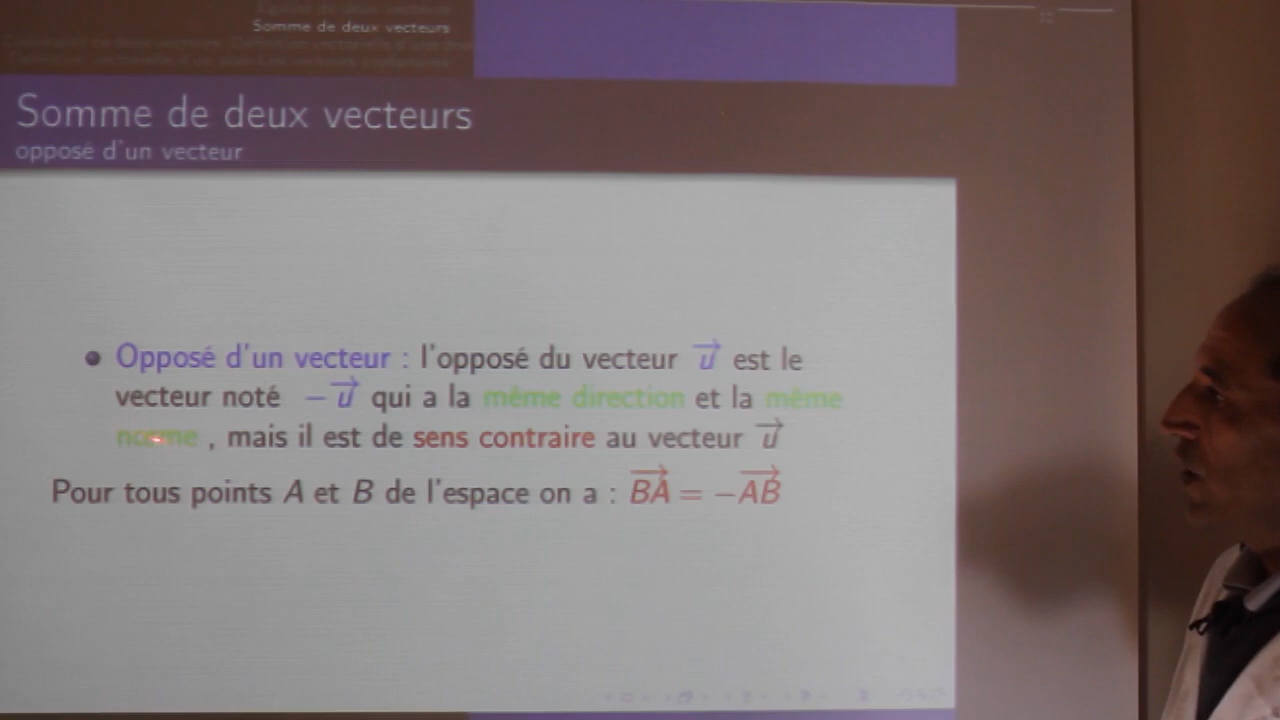 Somme de deux vecteurs
Somme de deux vecteurs
opposé d'un vecteur
• Opposé d'un vecteur : l'opposé du vecteur u⃗ est le
vecteur noté −u⃗ qui a la même direction et la même
norme , mais il est de sens contraire au vecteur u⃗
Pour tous points A et B de l'espace on a : B⃗A⃗ = −A⃗B⃗